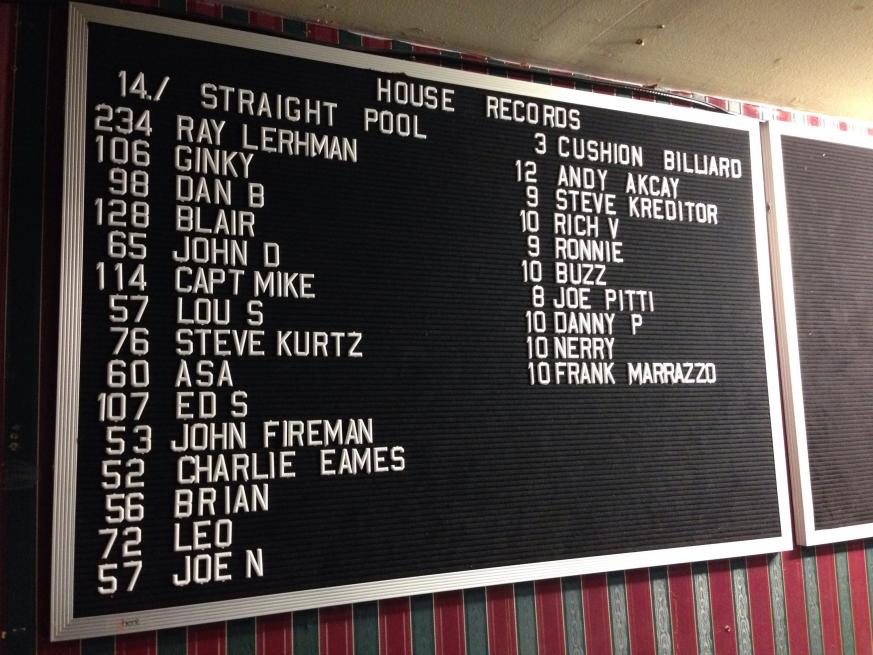 HOUSE RECORDS
14./ STRAIGHT POOL
234 RAY LERHMAN
106 GINKY
98 DAN B
128 BLAIR
65 JOHN D
114 CAPT MIKE
57 LOU S
76 STEVE KURTZ
60 ASA
107 ED S
53 JOHN FIREMAN
52 CHARLIE EAMES
56 BRIAN
72 LEO
57 JOE N
3 CUSHION BILLIARD
12 ANDY AKCAY
9 STEVE KREDITOR
10 RICH V
9 RONNIE
10 BUZZ
8 JOE PITTI
10 DANNY P
10 NERRY
10 FRANK MARRAZZO